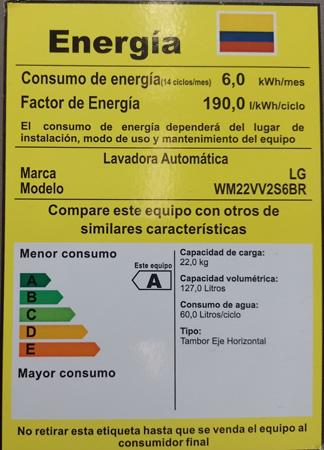 Energía
Consumo de energía(14 ciclos/mes) 6,0 kWh/mes
Factor de Energía 190,0 l/kWh/ciclo
El consumo de energía dependerá del lugar de
instalación, modo de uso y mantenimiento del equipo
Lavadora Automática
Marca LG
Modelo WM22VV2S6BR
Compare este equipo con otros de
similares características
Menor consumo
Este equipo
A
A
B
C
D
E
Mayor consumo
Capacidad de carga:
22,0 kg
Capacidad volumétrica:
127,0 Litros
Consumo de agua:
60,0 Litros/ciclo
Tipo:
Tambor Eje Horizontal
No retire esta etiqueta hasta que se venda el equipo al
consumidor final